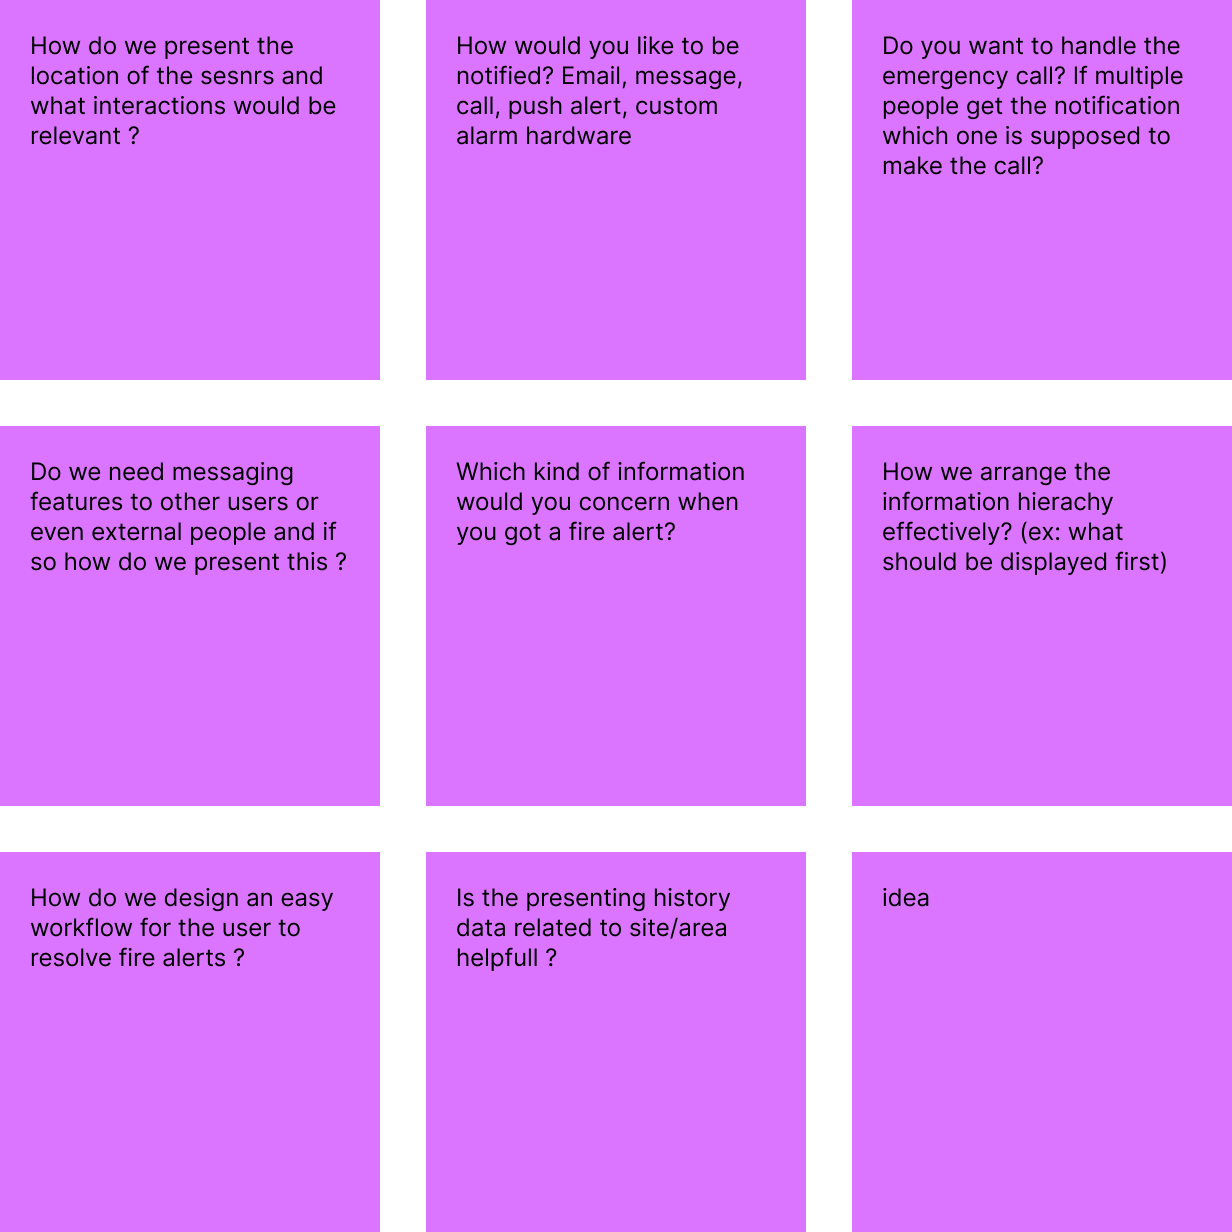 How do we present the
location of the sesnrs and
what interactions would be
relevant ?
How would you like to be
notified? Email, message,
call, push alert, custom
alarm hardware
Do you want to handle the
emergency call? If multiple
people get the notification
which one is supposed to
make the call?
Do we need messaging
features to other users or
even external people and if
so how do we present this ?
Which kind of information
would you concern when
you got a fire alert?
How we arrange the
information hierachy
effectively? (ex: what
should be displayed first)
How do we design an easy
workflow for the user to
resolve fire alerts ?
Is the presenting history
data related to site/area
helpfull ?
idea